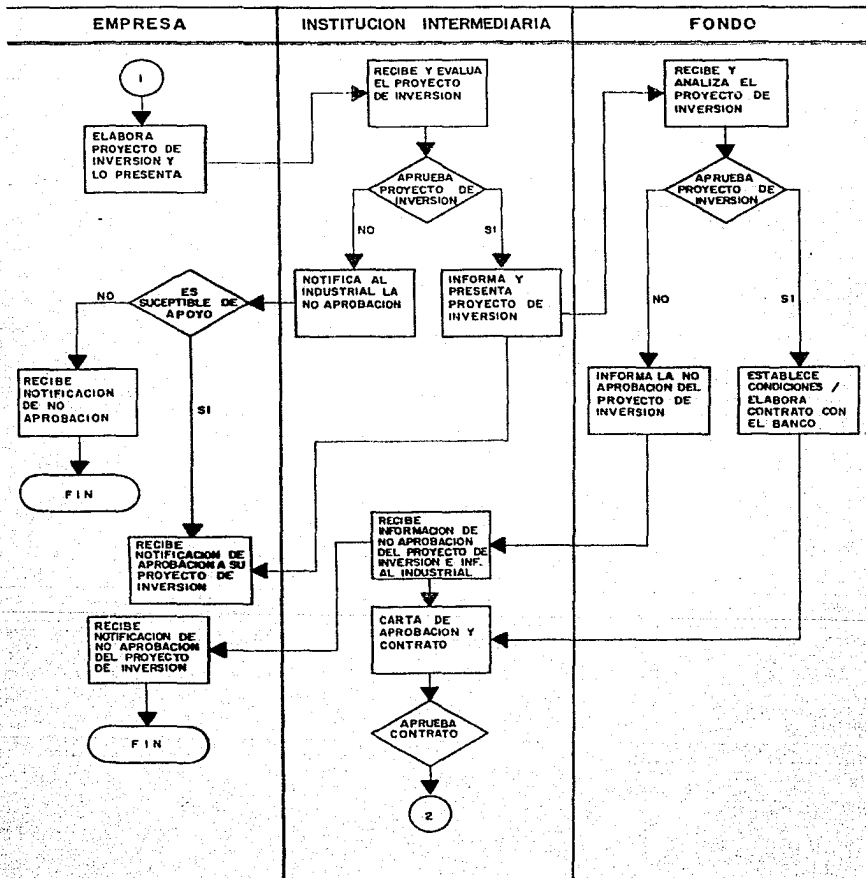 EMPRESA
INSTITUCION INTERMEDIARIA
FONDO
1
ELABORA
PROYECTO DE
INVERSION Y
LO PRESENTA
RECIBE Y EVALUA
EL PROYECTO
DE INVERSION
APRUEBA
PROYECTO DE
INVERSION
NO
SI
NOTIFICA AL
INDUSTRIAL LA
NO APROBACION
INFORMA Y
PRESENTA
PROYECTO DE
INVERSION
RECIBE Y
ANALIZA EL
PROYECTO DE
INVERSION
APRUEBA
PROYECTO DE
INVERSION
NO
SI
INFORMA LA NO
APROBACION DEL
PROYECTO DE
INVERSION
ESTABLECE
CONDICIONES /
ELABORA
CONTRATO CON
EL BANCO
ES
SUCEPTIBLE DE
APOYO
NO
SI
RECIBE
NOTIFICACION
DE NO
APROBACION
FIN
RECIBE
NOTIFICACION DE
APROBACION A SU
PROYECTO DE
INVERSION
RECIBE
INFORMACION DE
NO APROBACION
DEL PROYECTO DE
INVERSION E INF.
AL INDUSTRIAL
RECIBE
NOTIFICACION DE
NO APROBACION
DEL PROYECTO
DE INVERSION
FIN
CARTA DE
APROBACION Y
CONTRATO
APRUEBA
CONTRATO
2